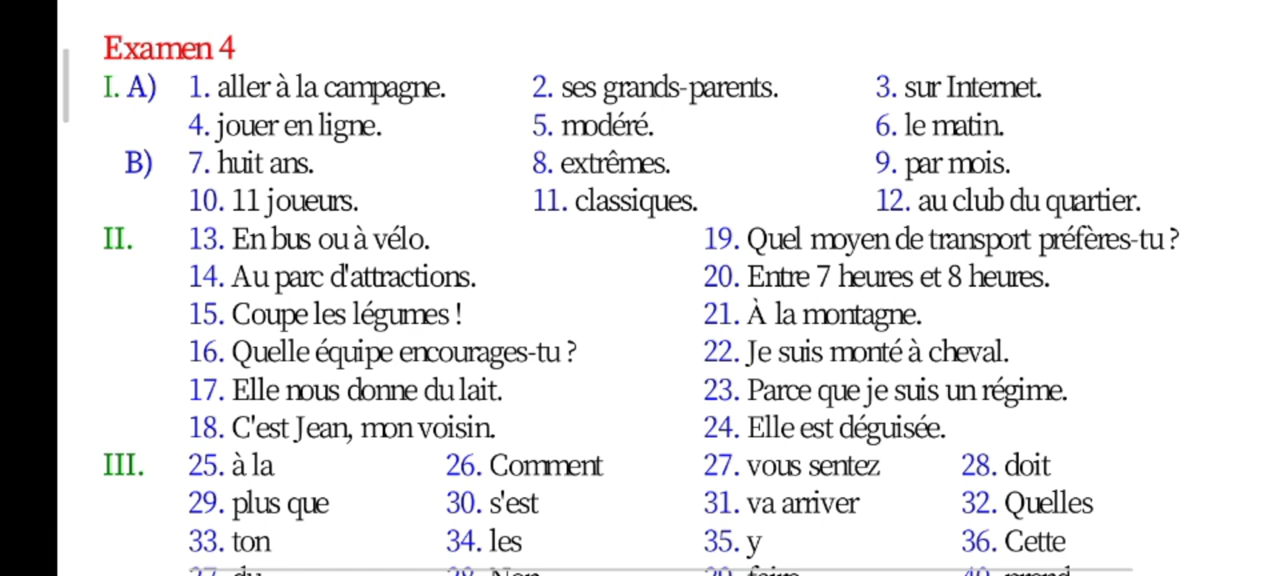 Examen 4
I. A) 1. aller à la campagne. 2. ses grands-parents. 3. sur Internet.
4. jouer en ligne. 5. modéré. 6. le matin.
B) 7. huit ans. 8. extrêmes. 9. par mois.
10. 11 joueurs. 11. classiques. 12. au club du quartier.
II. 13. En bus ou à vélo. 19. Quel moyen de transport préfères-tu ?
14. Au parc d'attractions. 20. Entre 7 heures et 8 heures.
15. Coupe les légumes ! 21. À la montagne.
16. Quelle équipe encourages-tu ? 22. Je suis monté à cheval.
17. Elle nous donne du lait. 23. Parce que je suis un régime.
18. C'est Jean, mon voisin. 24. Elle est déguisée.
III. 25. à la 26. Comment 27. vous sentez 28. doit
29. plus que 30. s'est 31. va arriver 32. Quelles
33. ton 34. les 35. y 36. Cette